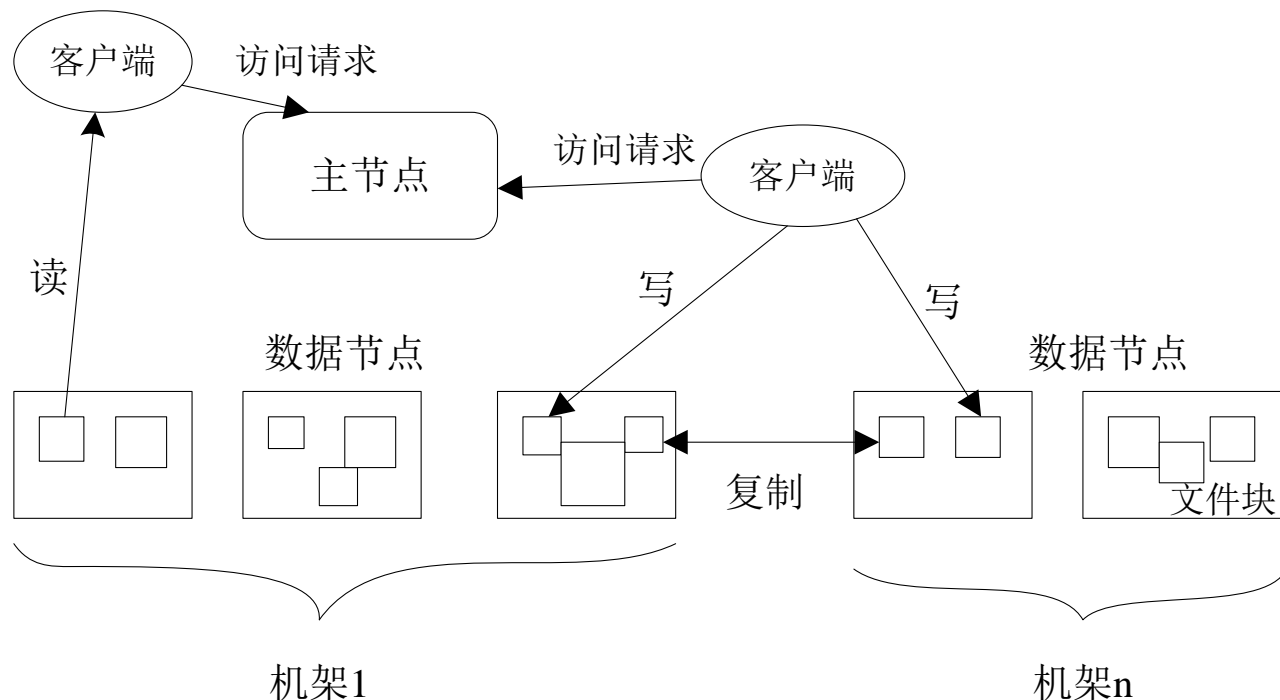 客户端
访问请求
主节点
访问请求
客户端
读
写
写
数据节点
数据节点
复制
文件块
机架1
机架n